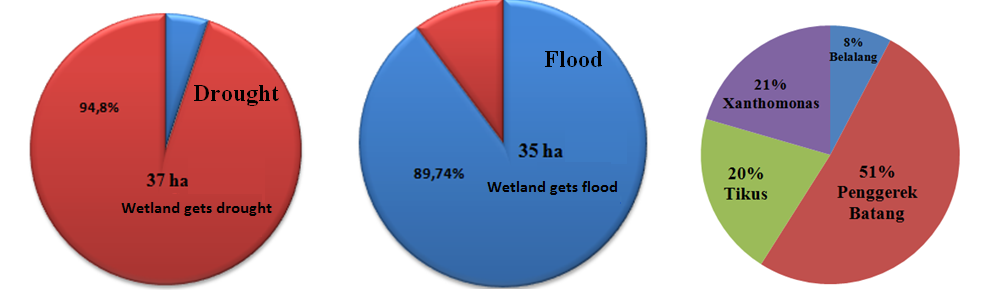 Drought
94,8%
37 ha
Wetland gets drought
Flood
35 ha
89,74%
Wetland gets flood
8%
Belalang
21%
Xanthomonas
20%
Tikus
51%
Penggerek
Batang